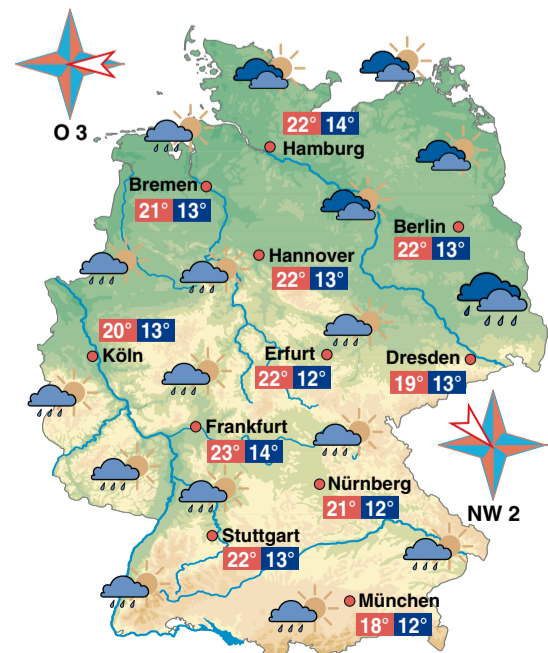 O 3
22° 14°
Hamburg
Bremen
21° 13°
Berlin
22° 13°
Hannover
22° 13°
20° 13°
Köln
Erfurt
22° 12°
Dresden
19° 13°
Frankfurt
23° 14°
Nürnberg
21° 12°
NW 2
Stuttgart
22° 13°
München
18° 12°